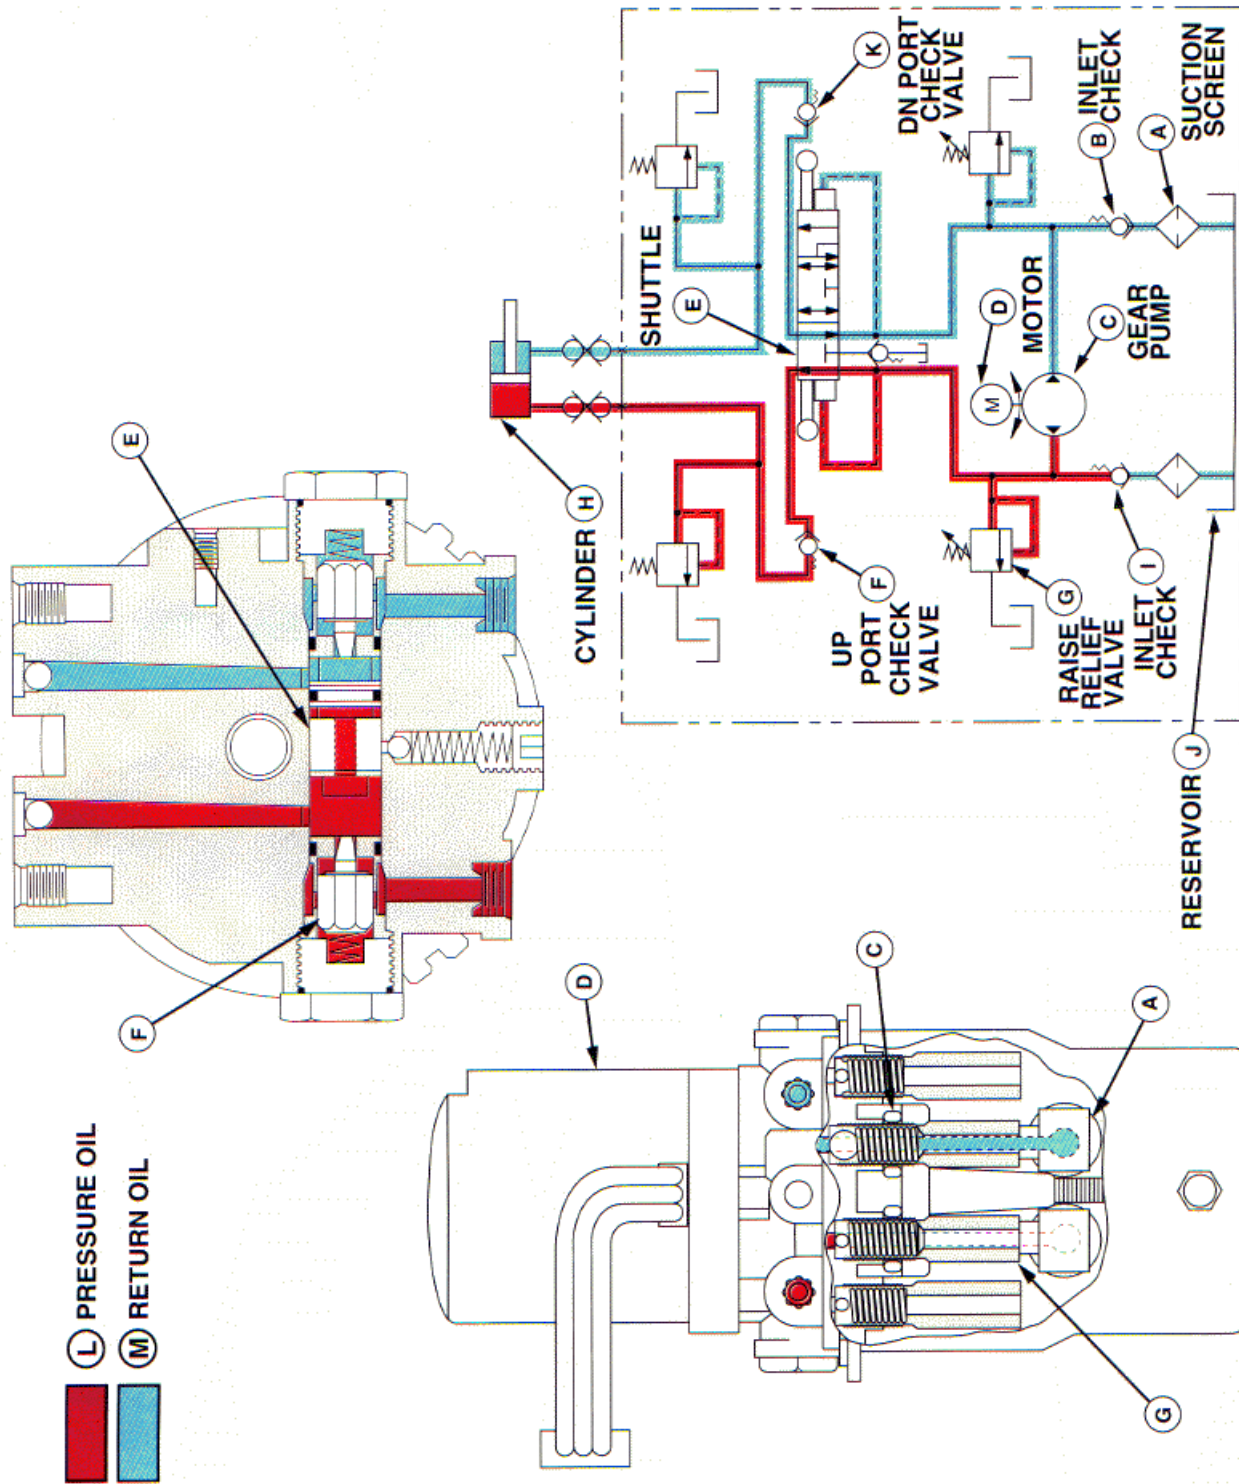 L PRESSURE OIL
M RETURN OIL
F
E
D
C
A
G
CYLINDER H
SHUTTLE
E
DN PORT
CHECK
VALVE
K
UP
PORT
CHECK
VALVE
F
MOTOR
D
M
GEAR
PUMP
C
INLET
CHECK
B
SUCTION
SCREEN
A
RAISE
RELIEF
VALVE
G
INLET
CHECK
I
RESERVOIR J